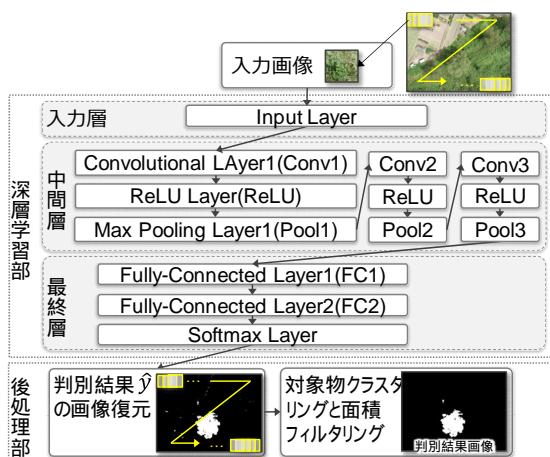 入力画像
深層学習部
入力層
Input Layer
中間層
Convolutional LAyer1(Conv1)
ReLU Layer(ReLU)
Max Pooling Layer1(Pool1)
Conv2
ReLU
Pool2
Conv3
ReLU
Pool3
最終層
Fully-Connected Layer1(FC1)
Fully-Connected Layer2(FC2)
Softmax Layer
後処理部
判別結果 ŷ
の画像復元
対象物クラスタ
リングと面積
フィルタリング
判別結果画像